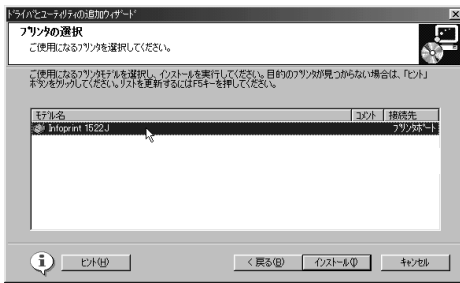 ドライバとユーティリティの追加ウィザード
プリンタの選択
ご使用になるプリンタを選択してください。
ご使用になるプリンタモデルを選択し、インストールを実行してください。目的のプリンタが見つからない場合は、「ヒント」
ボタンをクリックしてください。リストを更新するにはF5キーを押してください。
モデル名 コメント 接続先
Infoprint 1522J プリンタポート
ヒント(H) < 戻る(B) インストール(I) キャンセル